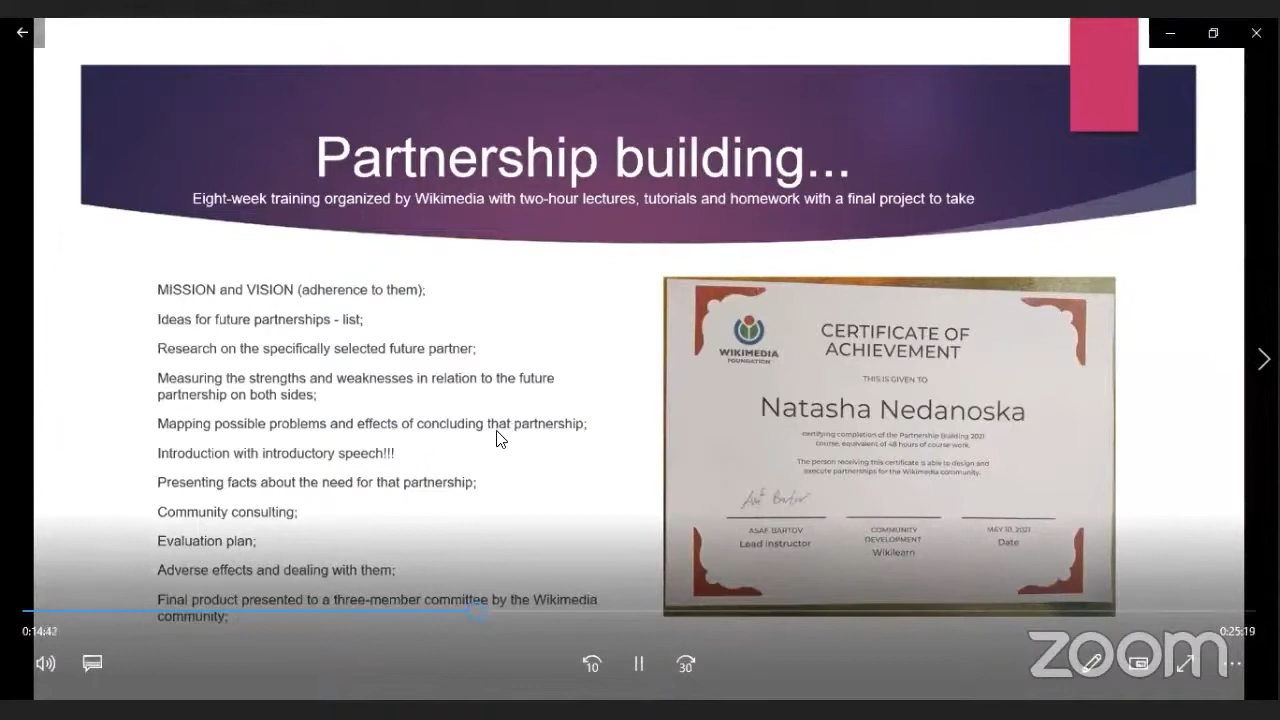 Partnership building...
Eight-week training organized by Wikimedia with two-hour lectures, tutorials and homework with a final project to take
MISSION and VISION (adherence to them);
Ideas for future partnerships - list;
Research on the specifically selected future partner;
Measuring the strengths and weaknesses in relation to the future
partnership on both sides;
Mapping possible problems and effects of concluding that partnership;
Introduction with introductory speech!!!
Presenting facts about the need for that partnership;
Community consulting;
Evaluation plan;
Adverse effects and dealing with them;
Final product presented to a three-member committee by the Wikimedia
community;
WIKIMEDIA
FOUNDATION
CERTIFICATE OF
ACHIEVEMENT
THIS IS GIVEN TO
Natasha Nedanoska
certifying completion of the Partnership Building 2021
course, equivalent of 48 hours of course work.
The person receiving this certificate is able to design and
execute partnerships for the Wikimedia community.
Asaf Bartov
ASAF BARTOV
Lead Instructor
COMMUNITY
DEVELOPMENT
Wikilearn
MAY 10, 2021
Date
0:14:42
0:25:19
10
30
zoom